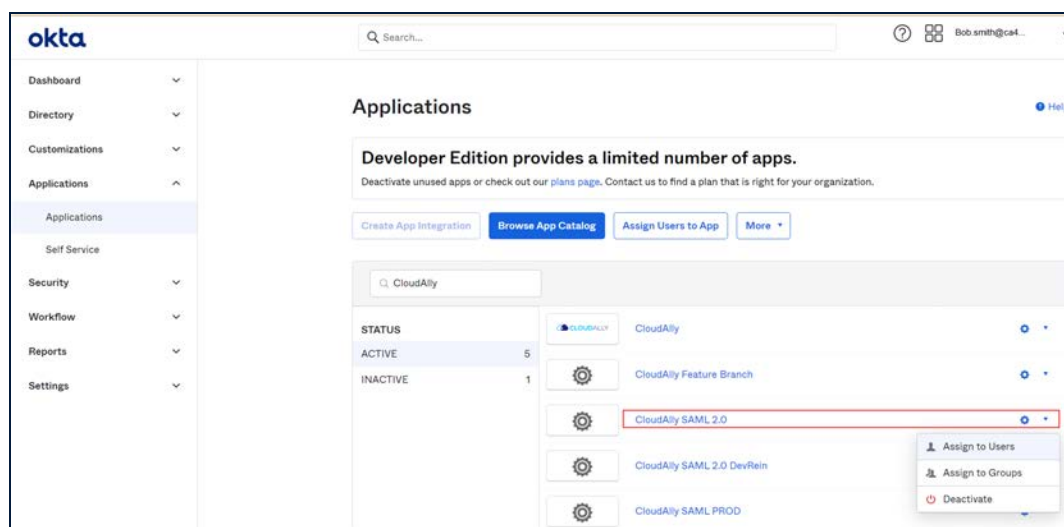 okta
Search...
Bob.smith@ca4...
Dashboard
Directory
Customizations
Applications
Applications
Self Service
Security
Workflow
Reports
Settings
Applications
Hel
Developer Edition provides a limited number of apps.
Deactivate unused apps or check out our plans page. Contact us to find a plan that is right for your organization.
Create App Integration
Browse App Catalog
Assign Users to App
More
CloudAlly
STATUS
ACTIVE 5
INACTIVE 1
CLOUDALLY
CloudAlly
CloudAlly Feature Branch
CloudAlly SAML 2.0
Assign to Users
Assign to Groups
Deactivate
CloudAlly SAML 2.0 DevRein
CloudAlly SAML PROD